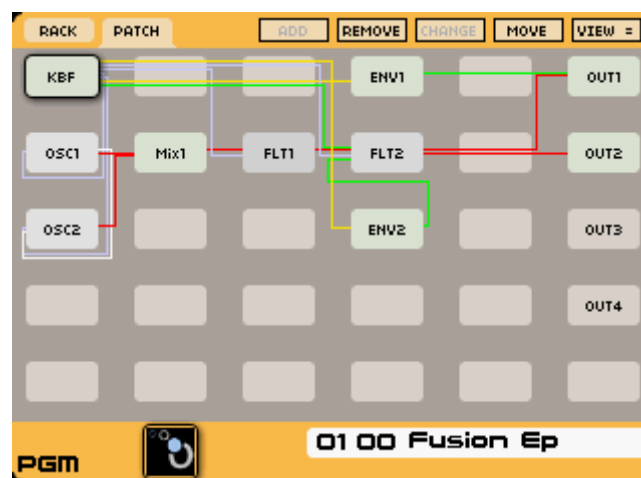 RACK PATCH ADD REMOVE CHANGE MOVE VIEW =
KBF ENV1 OUT1
OSC1 Mix1 FLT1 FLT2 OUT2
OSC2 ENV2 OUT3
OUT4
PGM 01 00 Fusion Ep